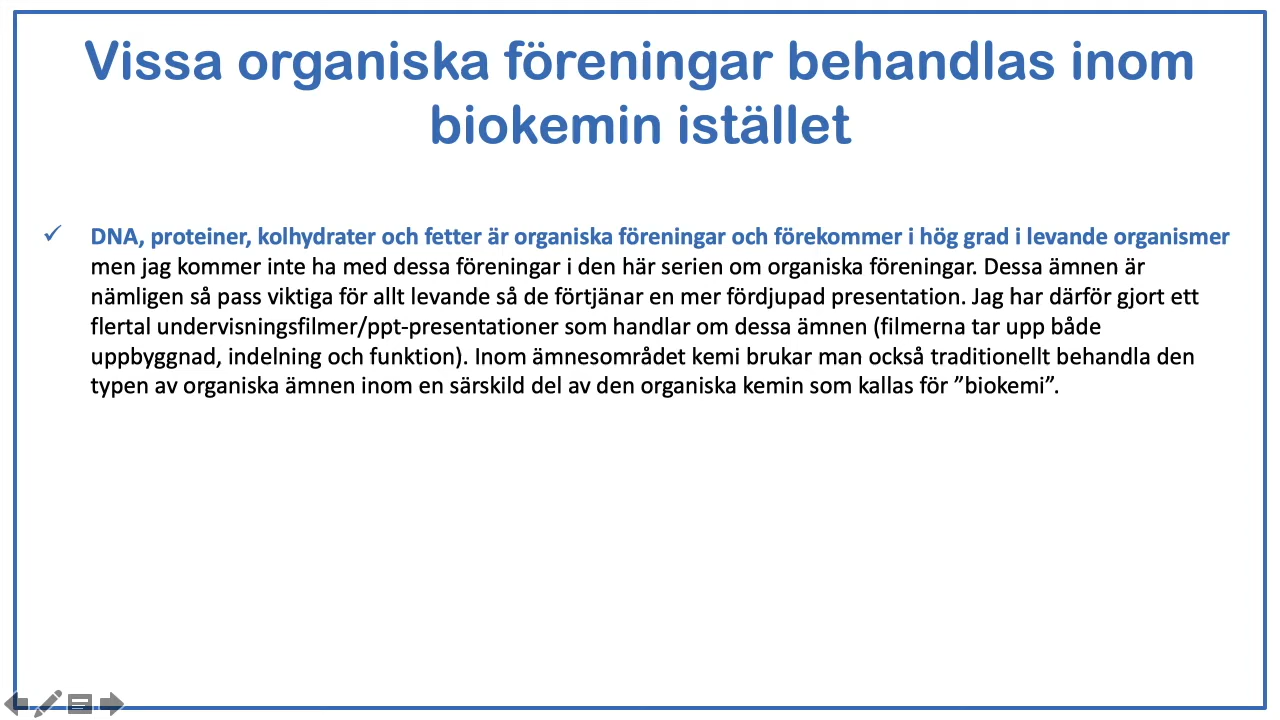 Vissa organiska föreningar behandlas inom
biokemin istället
✓ DNA, proteiner, kolhydrater och fetter är organiska föreningar och förekommer i hög grad i levande organismer
men jag kommer inte ha med dessa föreningar i den här serien om organiska föreningar. Dessa ämnen är
nämligen så pass viktiga för allt levande så de förtjänar en mer fördjupad presentation. Jag har därför gjort ett
flertal undervisningsfilmer/ppt-presentationer som handlar om dessa ämnen (filmerna tar upp både
uppbyggnad, indelning och funktion). Inom ämnesområdet kemi brukar man också traditionellt behandla den
typen av organiska ämnen inom en särskild del av den organiska kemin som kallas för ”biokemi”.